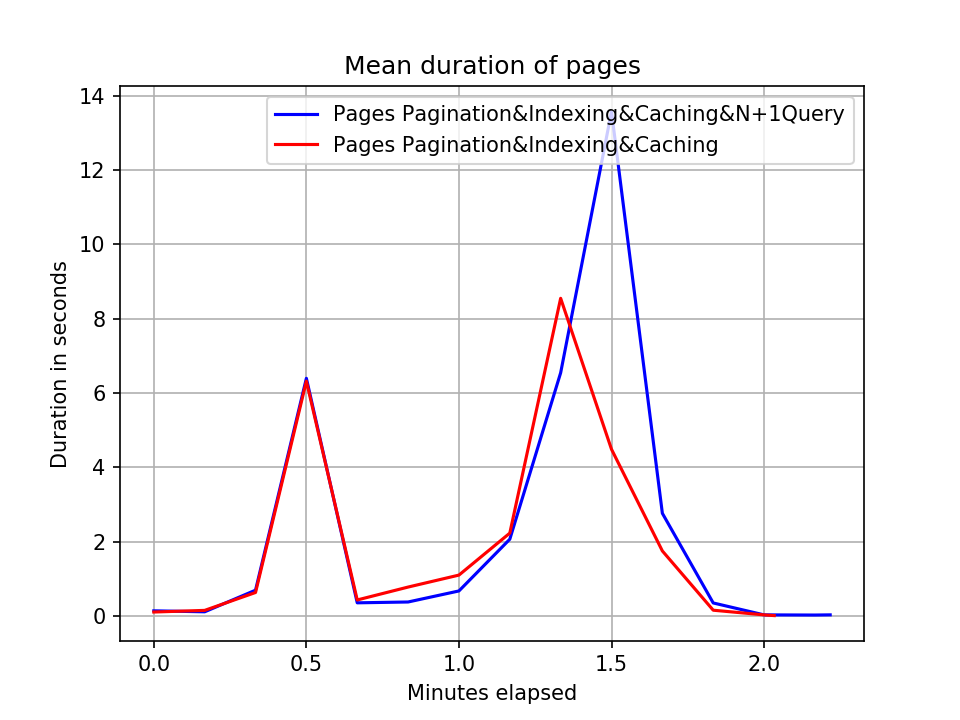 Mean duration of pages
Pages Pagination&Indexing&Caching&N+1Query
Pages Pagination&Indexing&Caching
14
12
10
8
6
4
2
0
Duration in seconds
0.0 0.5 1.0 1.5 2.0
Minutes elapsed